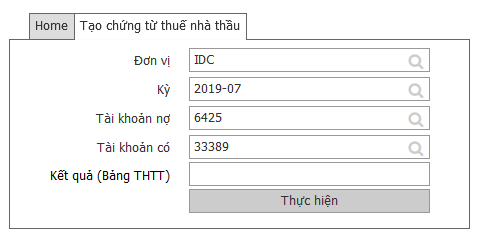 Home Tạo chứng từ thuế nhà thầu
Đơn vị IDC
Kỳ 2019-07
Tài khoản nợ 6425
Tài khoản có 33389
Kết quả (Bảng THTT)
Thực hiện